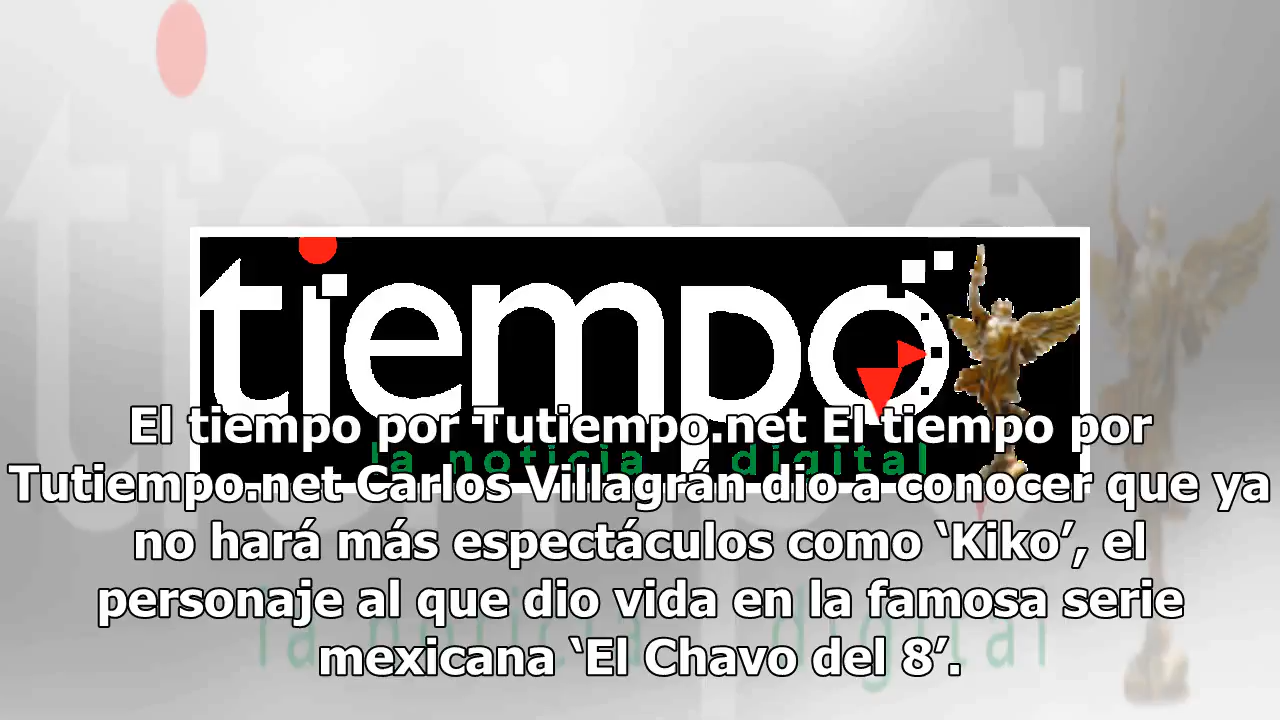 tiempo
la noticia digital
El tiempo por Tutiempo.net El tiempo por
Tutiempo.net Carlos Villagrán dio a conocer que ya
no hará más espectáculos como ‘Kiko’, el
personaje al que dio vida en la famosa serie
mexicana ‘El Chavo del 8’.